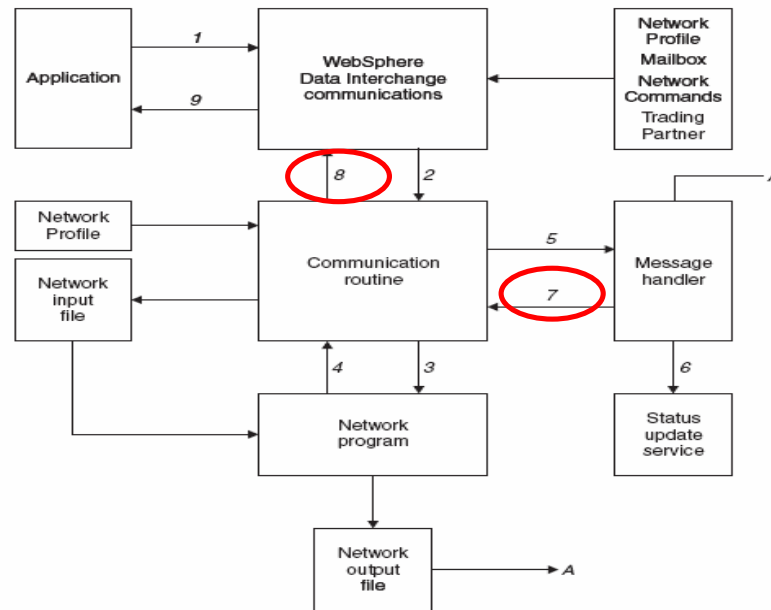 Application
1
9
WebSphere
Data Interchange
communications
Network
Profile
Mailbox
Network
Commands
Trading
Partner
8
2
Network
Profile
Network
input
file
Communication
routine
5
7
Message
handler
4
3
6
Network
program
Status
update
service
Network
output
file
A